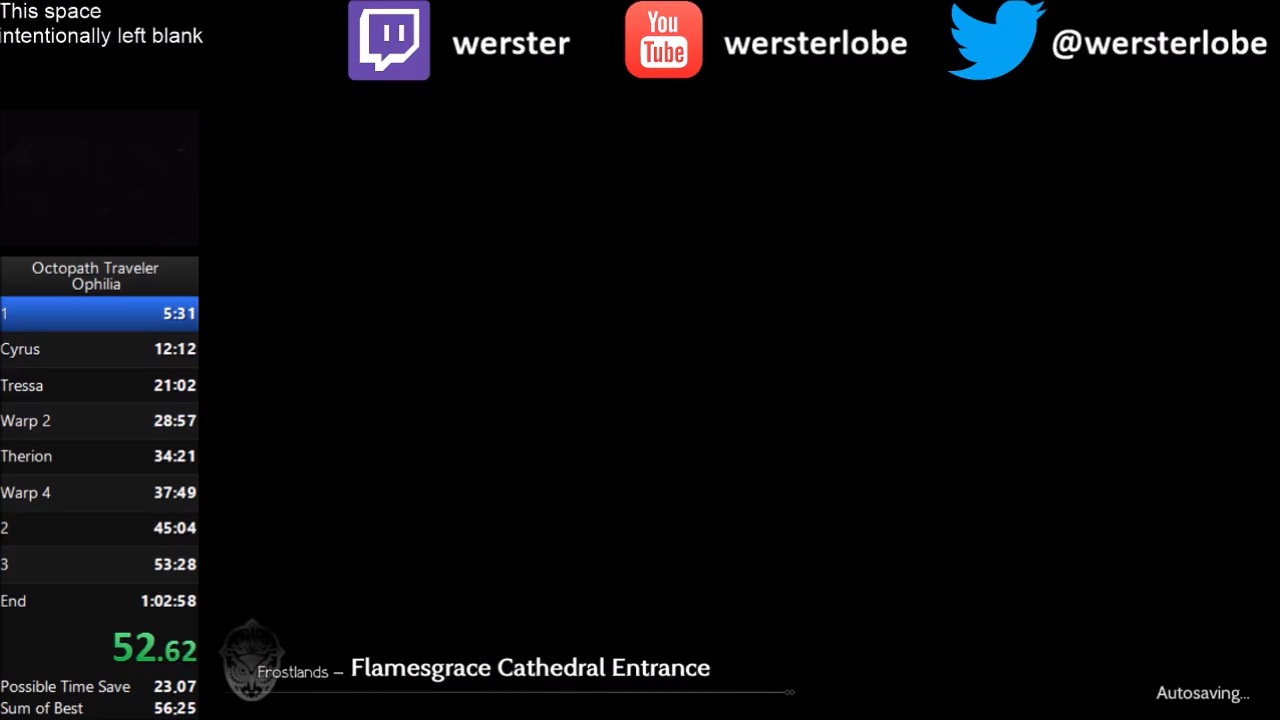 This space
intentionally left blank
werster
You
Tube
wersterlobe
@wersterlobe
Octopath Traveler
Ophilia
1 5:31
Cyrus 12:12
Tressa 21:02
Warp 2 28:57
Therion 34:21
Warp 4 37:49
2 45:04
3 53:28
End 1:02:58
52.62
Possible Time Save 23.07
Sum of Best 56:25
Frostlands – Flamesgrace Cathedral Entrance
Autosaving...